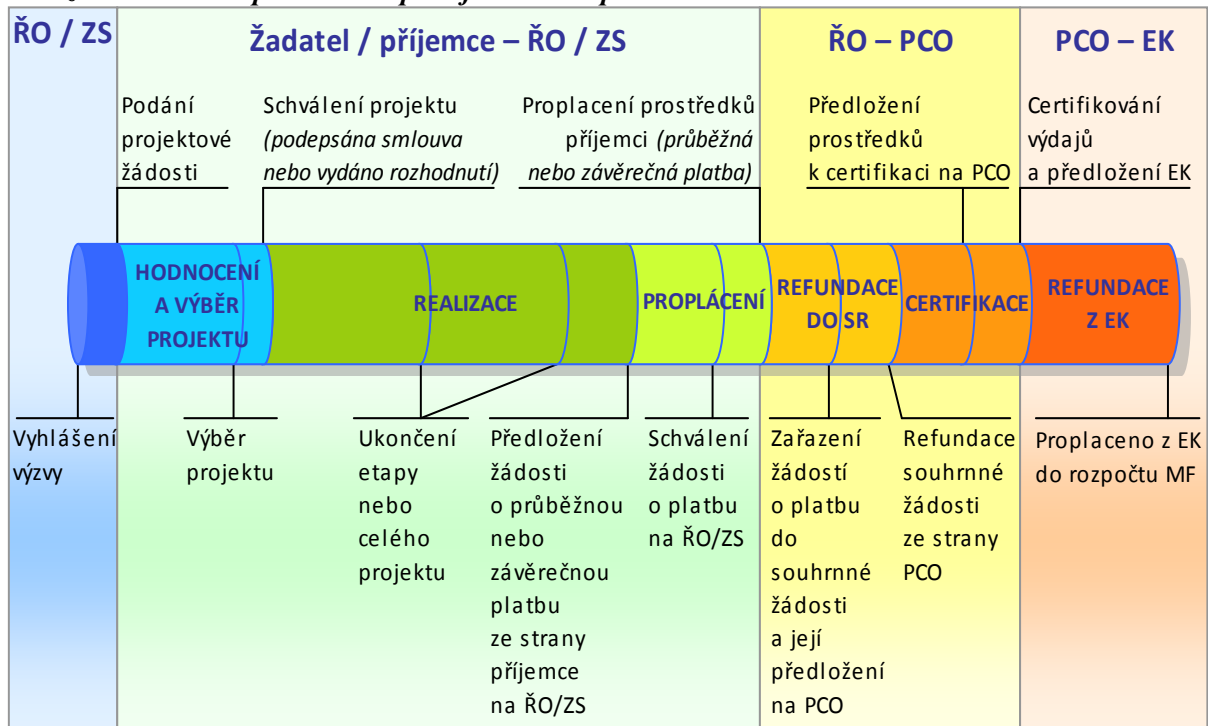 ŘO / ZS
Žadatel / příjemce – ŘO / ZS
ŘO – PCO
PCO – EK
Podání
projektové
žádosti
Schválení projektu
(podepsána smlouva
nebo vydáno rozhodnutí)
Proplacení prostředků
příjemci (průběžná
nebo závěrečná platba)
Předložení
prostředků
k certifikaci na PCO
Certifikování
výdajů
a předložení EK
HODNOCENÍ
A VÝBĚR
PROJEKTU
REALIZACE
PROPLÁCENÍ
REFUNDACE
DO SR
CERTIFIKACE
REFUNDACE
Z EK
Vyhlášení
výzvy
Výběr
projektu
Ukončení
etapy
nebo
celého
projektu
Předložení
žádosti
o průběžnou
nebo
závěrečnou
platbu
ze strany
příjemce
na ŘO/ZS
Schválení
žádosti
o platbu
na ŘO/ZS
Zařazení
žádostí
o platbu
do
souhrnné
žádosti
a její
předložení
na PCO
Refundace
souhrnné
žádosti
ze strany
PCO
Proplaceno z EK
do rozpočtu MF